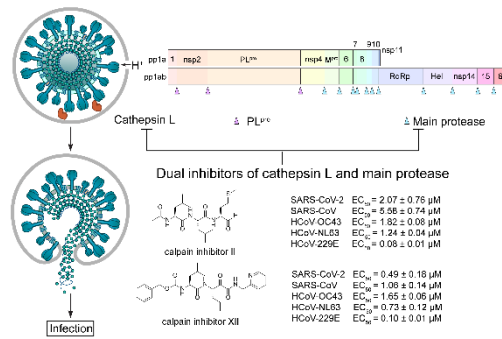 7 910 nsp11
pp1a 1 nsp2 PLpro nsp4 Mpro 6 8
pp1ab RdRp Hel nsp14 15
Cathepsin L PLpro Main protease
Dual inhibitors of cathepsin L and main protease
SARS-CoV-2 EC50 = 2.07 ± 0.76 µM
SARS-CoV EC50 = 5.58 ± 0.74 µM
HCoV-OC43 EC50 = 1.82 ± 0.08 µM
HCoV-NL63 EC50 = 1.24 ± 0.04 µM
HCoV-229E EC50 = 0.08 ± 0.01 µM
calpain inhibitor II
SARS-CoV-2 EC50 = 0.49 ± 0.18 µM
SARS-CoV EC50 = 1.06 ± 0.14 µM
HCoV-OC43 EC50 = 1.65 ± 0.06 µM
HCoV-NL63 EC50 = 0.73 ± 0.12 µM
HCoV-229E EC50 = 0.10 ± 0.01 µM
calpain inhibitor XII
Infection